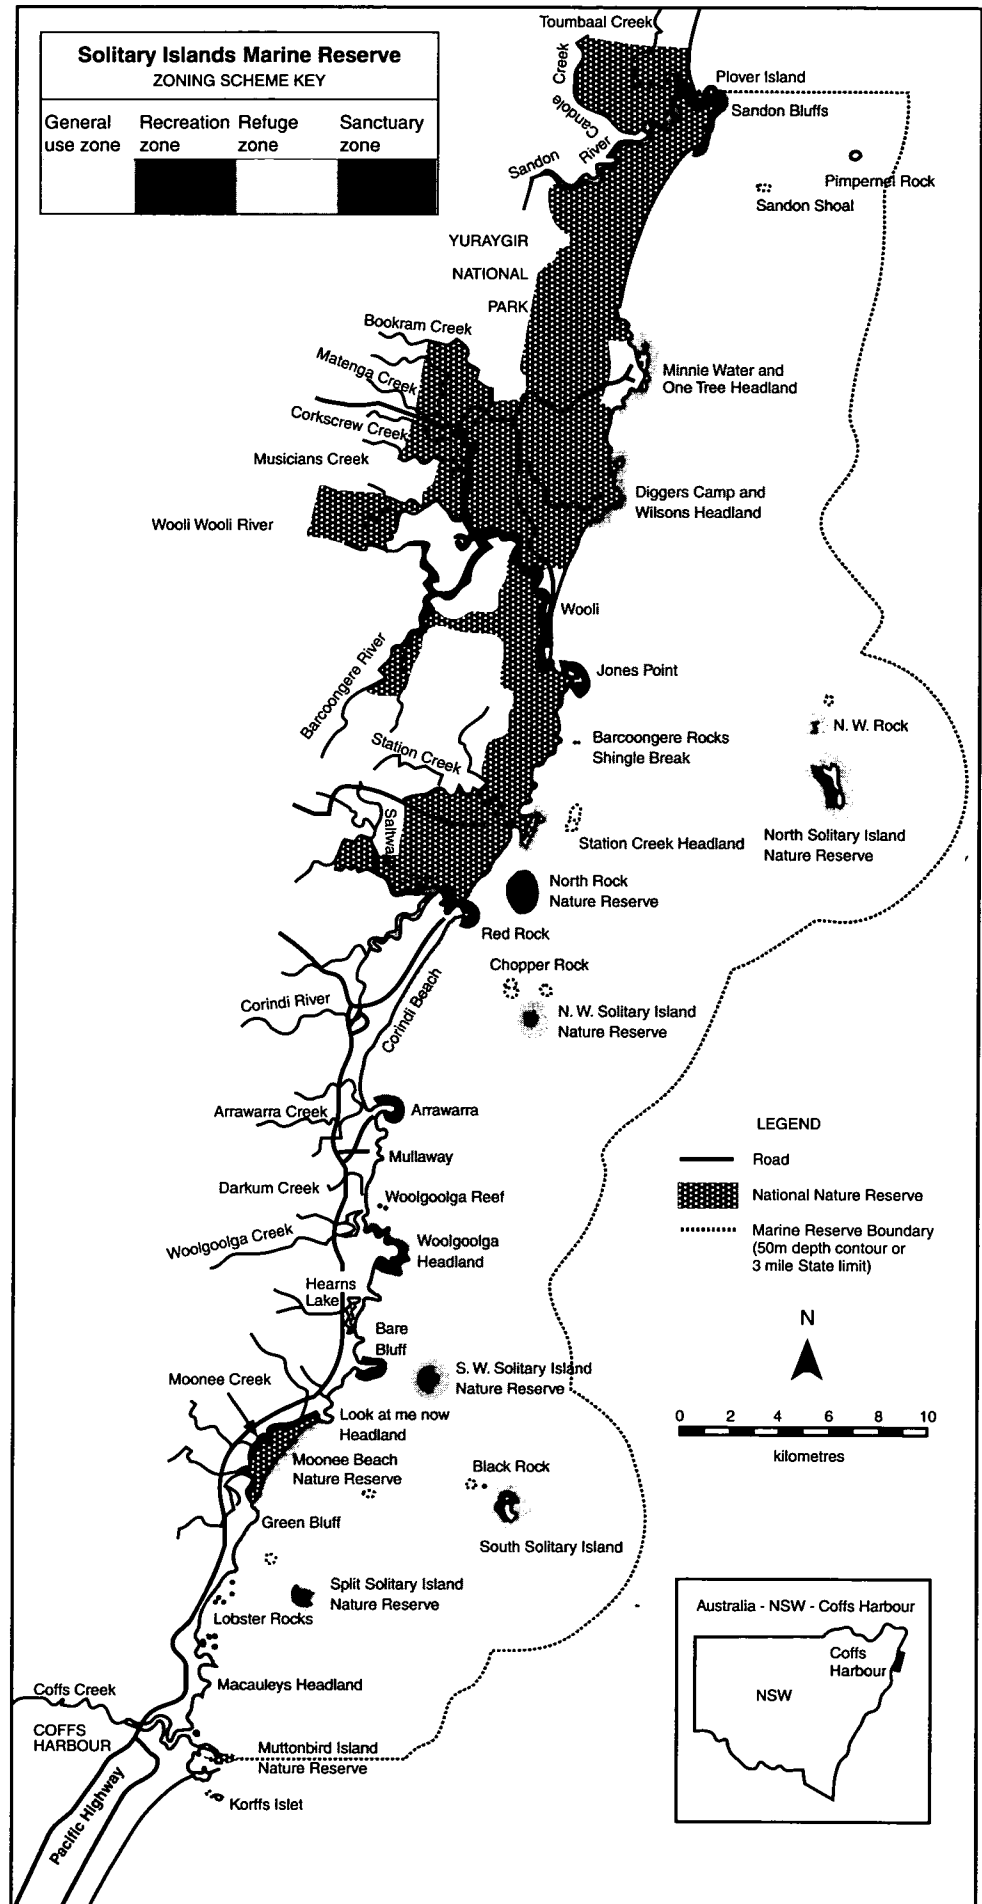 Solitary Islands Marine Reserve
ZONING SCHEME KEY
General use zone
Recreation zone
Refuge zone
Sanctuary zone
Toumbaal Creek
Candole Creek
Plover Island
Sandon Bluffs
Sandon River
Pimpernel Rock
Sandon Shoal
YURAYGIR
NATIONAL
PARK
Bookram Creek
Matenga Creek
Minnie Water and
One Tree Headland
Corkscrew Creek
Musicians Creek
Diggers Camp and
Wilsons Headland
Wooli Wooli River
Wooli
Barcoongere River
Jones Point
N. W. Rock
Barcoongere Rocks
Shingle Break
Station Creek
Saltwa
Station Creek Headland
North Solitary Island
Nature Reserve
North Rock
Nature Reserve
Red Rock
Chopper Rock
Corindi River
Corindi Beach
N. W. Solitary Island
Nature Reserve
Arrawarra Creek
Arrawarra
Mullaway
Darkum Creek
Woolgoolga Reef
Woolgoolga Creek
Woolgoolga
Headland
Hearns
Lake
Bare
Bluff
Moonee Creek
S. W. Solitary Island
Nature Reserve
Look at me now
Headland
Moonee Beach
Nature Reserve
Black Rock
Green Bluff
South Solitary Island
Split Solitary Island
Nature Reserve
Lobster Rocks
Macauleys Headland
Coffs Creek
COFFS
HARBOUR
Muttonbird Island
Nature Reserve
Korffs Islet
Pacific Highway
LEGEND
Road
National Nature Reserve
Marine Reserve Boundary
(50m depth contour or
3 mile State limit)
N
0 2 4 6 8 10
kilometres
Australia - NSW - Coffs Harbour
Coffs
Harbour
NSW